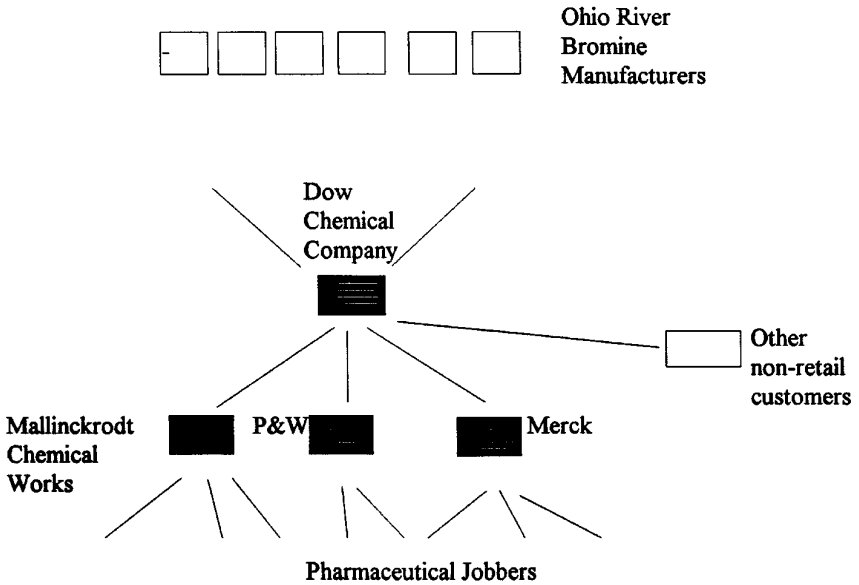 Ohio River
Bromine
Manufacturers
Dow
Chemical
Company
Other
non-retail
customers
Mallinckrodt
Chemical
Works
P&W
Merck
Pharmaceutical Jobbers